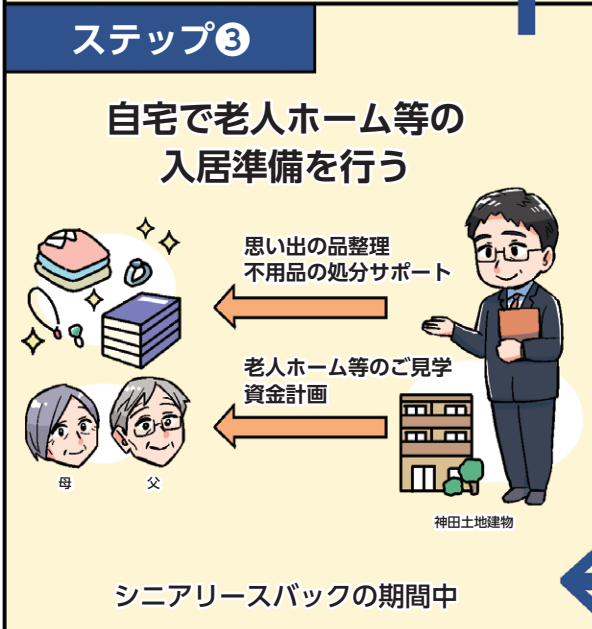 ステップ❸
自宅で老人ホーム等の
入居準備を行う
思い出の品整理
不用品の処分サポート
老人ホーム等のご見学
資金計画
母
父
神田土地建物
シニアリースバックの期間中